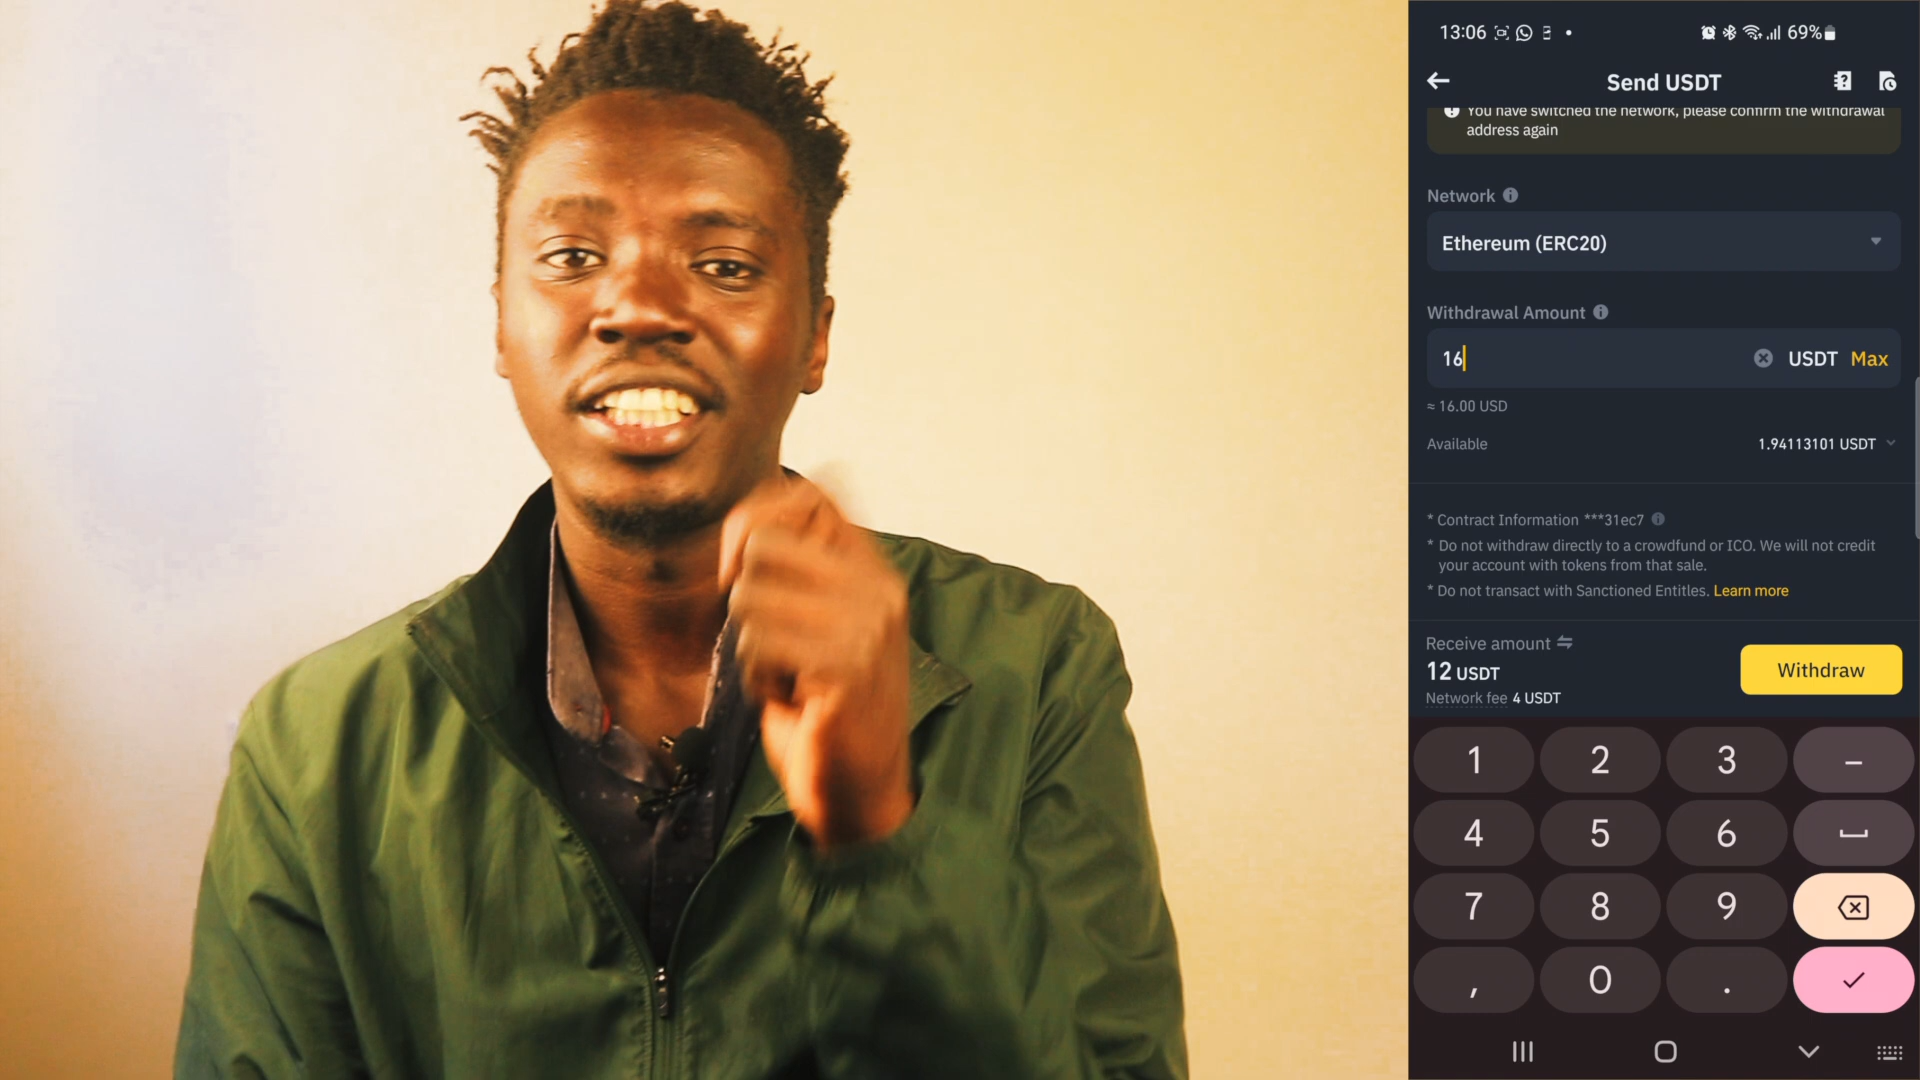 13:06
69%
Send USDT
You have switched the network, please confirm the withdrawal
address again
Network
Ethereum (ERC20)
Withdrawal Amount
16
USDT Max
≈ 16.00 USD
Available
1.94113101 USDT
* Contract Information ***31ec7
* Do not withdraw directly to a crowdfund or ICO. We will not credit
your account with tokens from that sale.
* Do not transact with Sanctioned Entitles. Learn more
Receive amount
12 USDT
Withdraw
Network fee 4 USDT
1 2 3 –
4 5 6
7 8 9
, 0 .